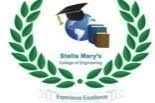 Stella Mary's
College of Engineering
Experience Excellence